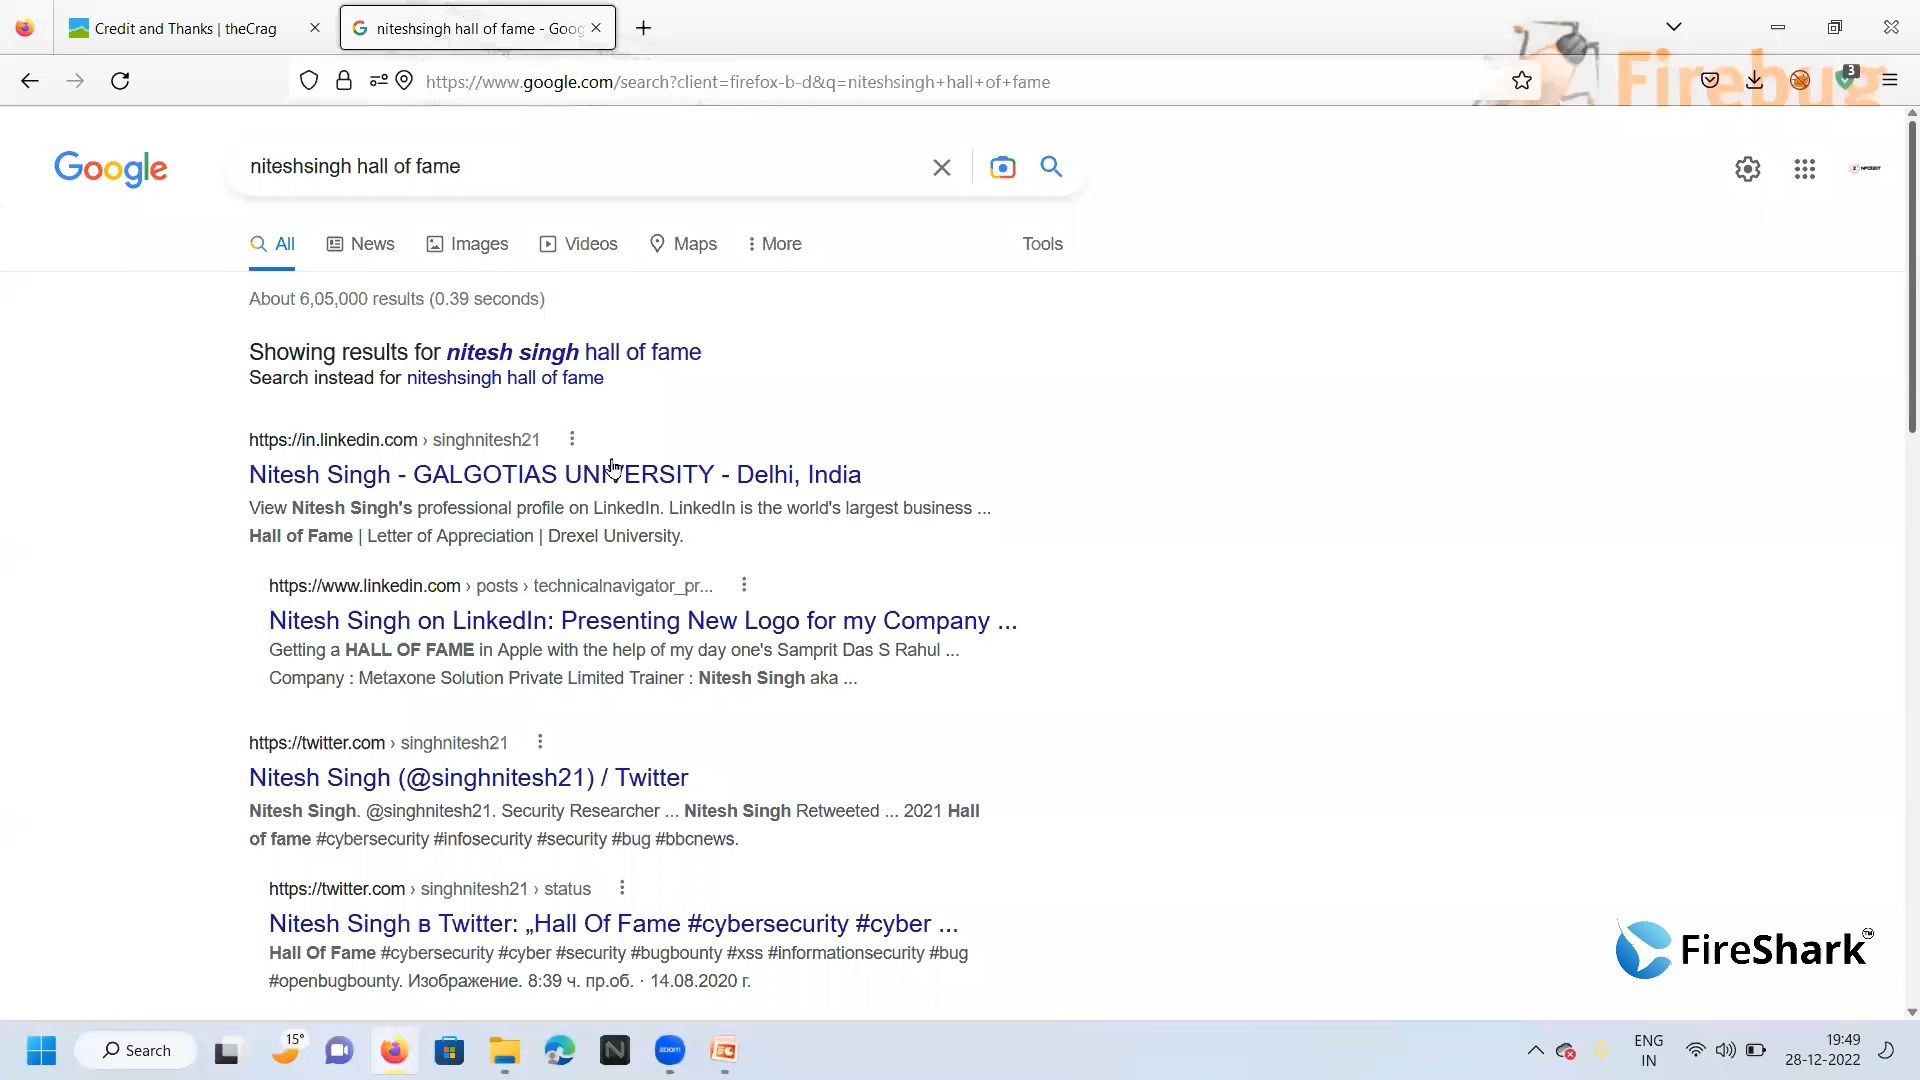 Credit and Thanks | theCrag
niteshsingh hall of fame - Goog
https://www.google.com/search?client=firefox-b-d&q=niteshsingh+hall+of+fame
Firebug
3
Google
niteshsingh hall of fame
All
News
Images
Videos
Maps
More
Tools
About 6,05,000 results (0.39 seconds)
Showing results for nitesh singh hall of fame
Search instead for niteshsingh hall of fame
https://in.linkedin.com › singhnitesh21
Nitesh Singh - GALGOTIAS UNIVERSITY - Delhi, India
View Nitesh Singh's professional profile on LinkedIn. LinkedIn is the world's largest business ...
Hall of Fame | Letter of Appreciation | Drexel University.
https://www.linkedin.com › posts › technicalnavigator_pr...
Nitesh Singh on LinkedIn: Presenting New Logo for my Company ...
Getting a HALL OF FAME in Apple with the help of my day one's Samprit Das S Rahul ...
Company : Metaxone Solution Private Limited Trainer : Nitesh Singh aka ...
https://twitter.com › singhnitesh21
Nitesh Singh (@singhnitesh21) / Twitter
Nitesh Singh. @singhnitesh21. Security Researcher ... Nitesh Singh Retweeted ... 2021 Hall
of fame #cybersecurity #infosecurity #security #bug #bbcnews.
https://twitter.com › singhnitesh21 › status
Nitesh Singh в Twitter: „Hall Of Fame #cybersecurity #cyber ...
Hall Of Fame #cybersecurity #cyber #security #bugbounty #xss #informationsecurity #bug
#openbugbounty. Изображение. 8:39 ч. пр.об. · 14.08.2020 г.
FireShark™
15°
Search
zoom
ENG
IN
19:49
28-12-2022